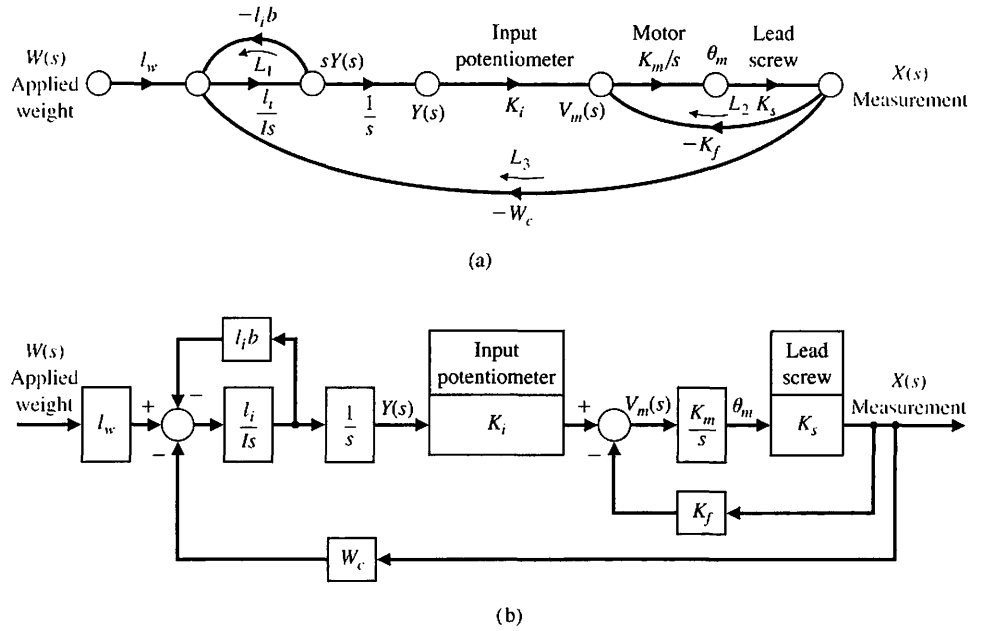 −l_i b
W(s)
Applied
weight
l_w
L_1
l_i
Is
sY(s)
1
s
Y(s)
Input
potentiometer
K_i
V_m(s)
Motor
K_m/s
θ_m
Lead
screw
L_2 K_s
−K_f
X(s)
Measurement
L_3
−W_c
(a)
l_i b
W(s)
Applied
weight
l_w
+
−
−
l_i
Is
1
s
Y(s)
Input
potentiometer
K_i
+
−
V_m(s)
K_m
s
θ_m
Lead
screw
K_s
X(s)
Measurement
K_f
W_c
(b)